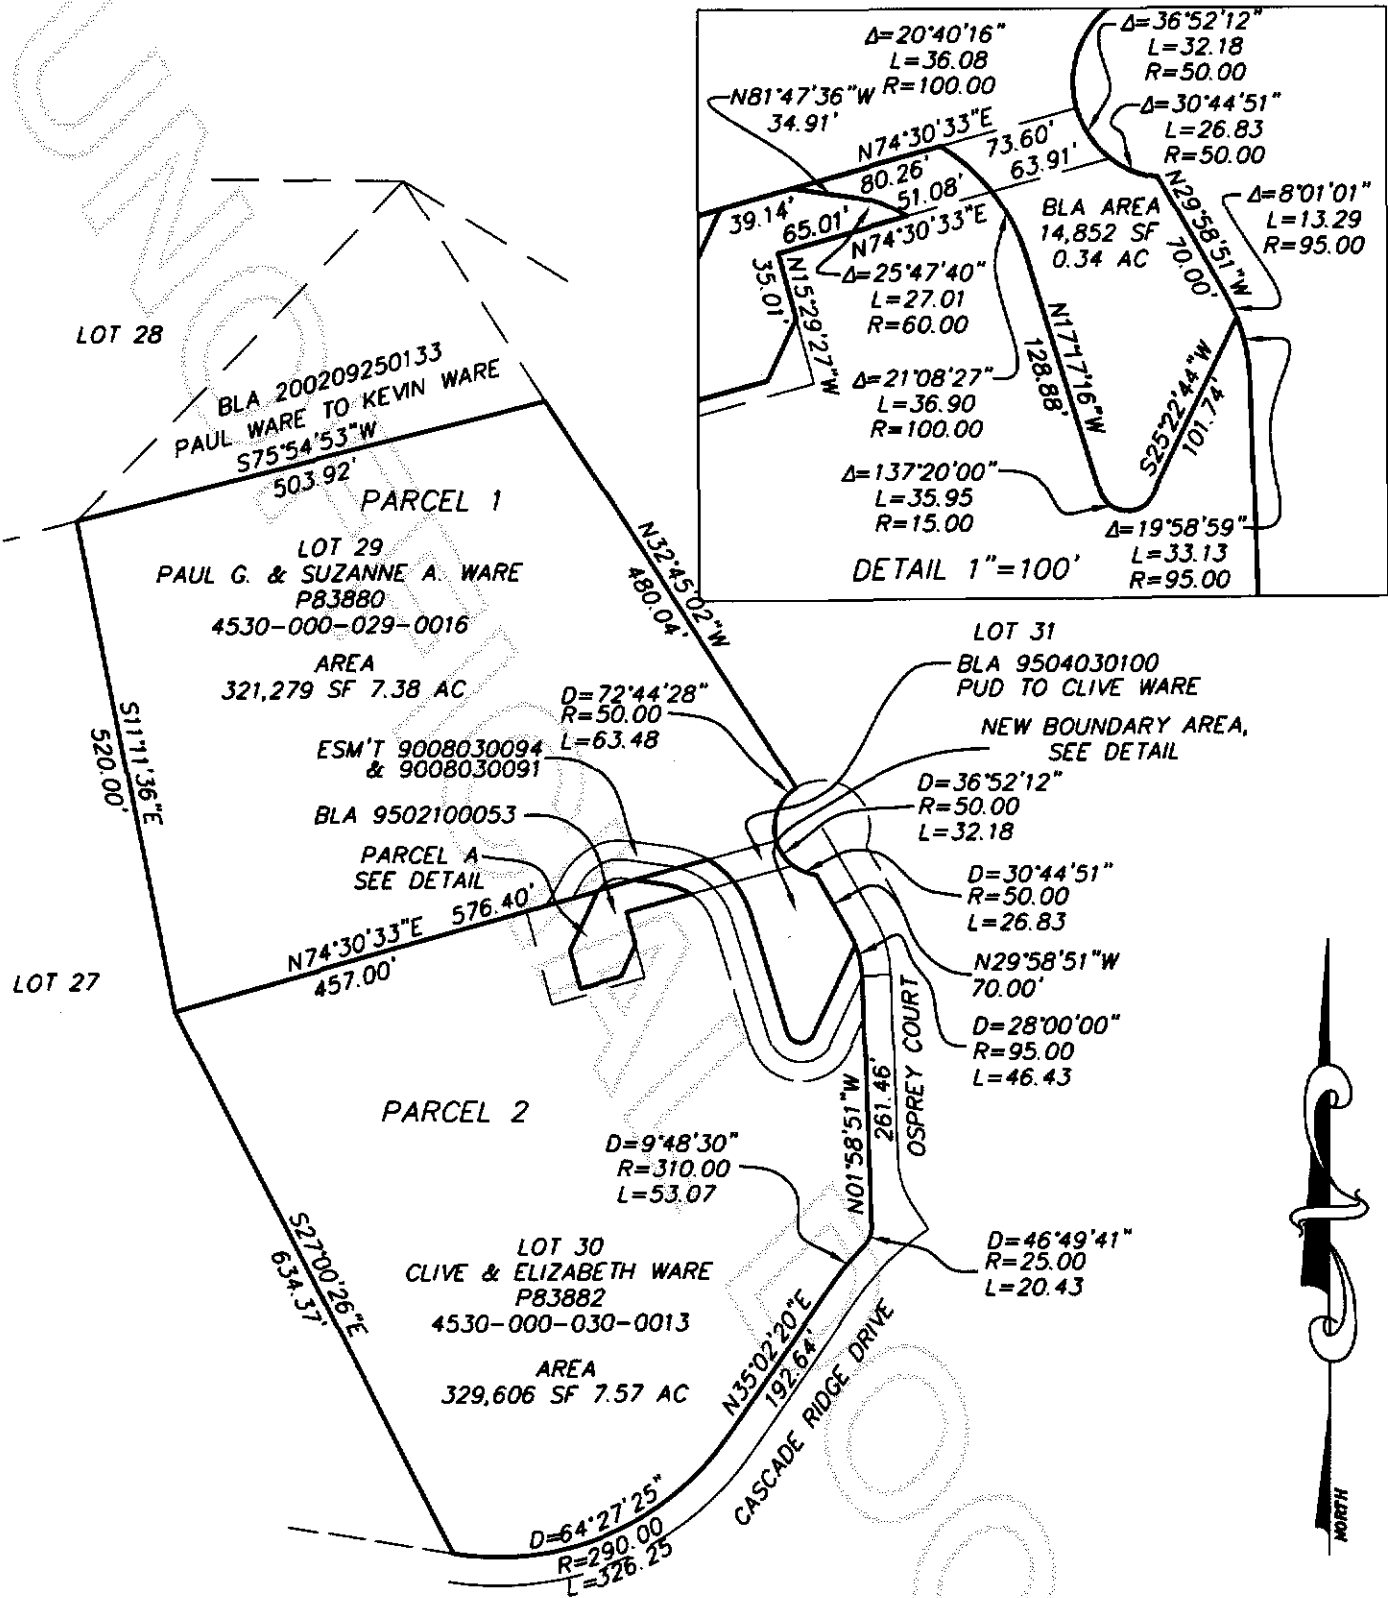 Δ=20°40'16"
L=36.08
R=100.00
Δ=36°52'12"
L=32.18
R=50.00
N81°47'36"W
34.91'
Δ=30°44'51"
L=26.83
R=50.00
N74°30'33"E
73.60'
80.26'
63.91'
51.08'
39.14'
65.01'
N74°30'33"E
BLA AREA
14,852 SF
0.34 AC
N29°58'51"W
70.00'
Δ=8°01'01"
L=13.29
R=95.00
N15°29'27"W
35.01'
Δ=25°47'40"
L=27.01
R=60.00
N17°17'16"W
128.88'
Δ=21°08'27"
L=36.90
R=100.00
S25°22'44"W
101.74'
Δ=137°20'00"
L=35.95
R=15.00
Δ=19°58'59"
L=33.13
R=95.00
DETAIL 1"=100'
LOT 28
BLA 200209250133
PAUL WARE TO KEVIN WARE
S75°54'53"W
503.92'
PARCEL 1
LOT 29
PAUL G. & SUZANNE A. WARE
P83880
4530-000-029-0016
AREA
321,279 SF 7.38 AC
N32°45'02"W
480.04'
LOT 31
BLA 9504030100
PUD TO CLIVE WARE
NEW BOUNDARY AREA,
SEE DETAIL
D=72°44'28"
R=50.00
L=63.48
S11°11'36"E
520.00'
ESM'T 9008030094
& 9008030091
BLA 9502100053
PARCEL A
SEE DETAIL
D=36°52'12"
R=50.00
L=32.18
D=30°44'51"
R=50.00
L=26.83
N74°30'33"E 576.40'
457.00'
LOT 27
N29°58'51"W
70.00'
D=28°00'00"
R=95.00
L=46.43
N01°58'51"W
261.46'
OSPREY COURT
PARCEL 2
D=9°48'30"
R=310.00
L=53.07
S27°00'26"E
634.37'
LOT 30
CLIVE & ELIZABETH WARE
P83882
4530-000-030-0013
AREA
329,606 SF 7.57 AC
D=46°49'41"
R=25.00
L=20.43
N35°02'20"E
192.64'
CASCADE RIDGE DRIVE
D=64°27'25"
R=290.00
L=326.25
NORTH
UNOFFICIAL DOC